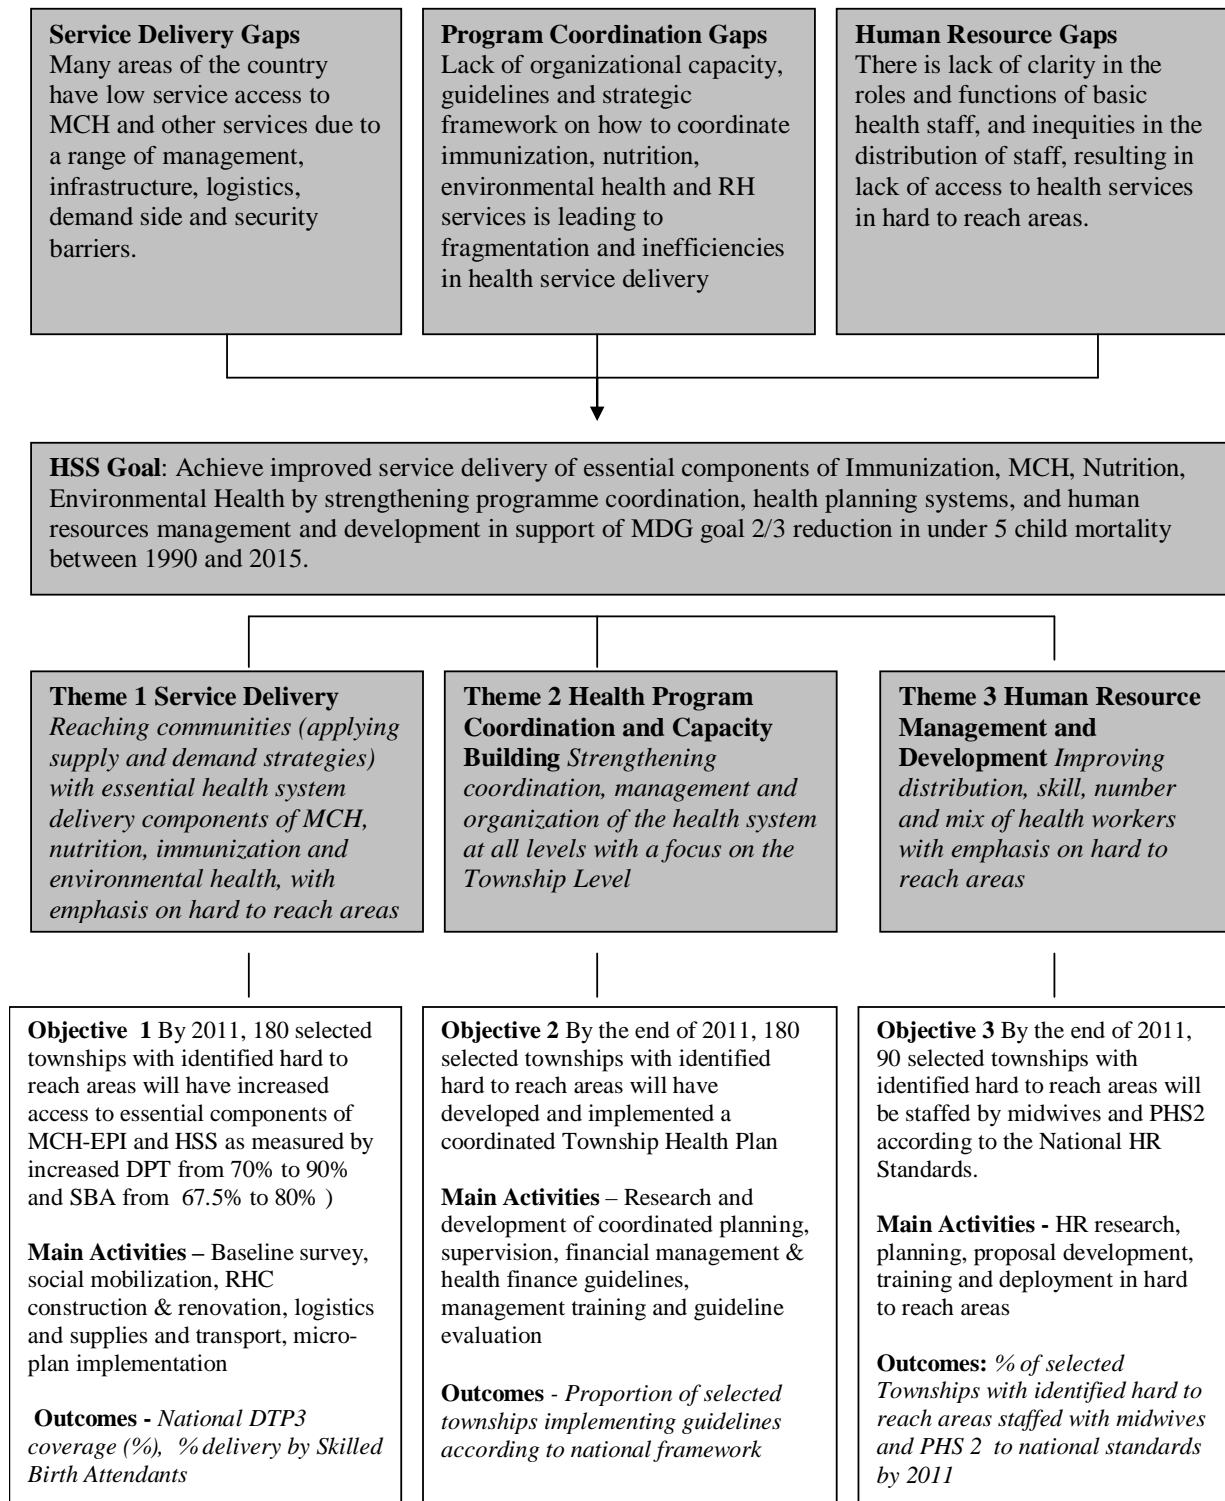 Service Delivery Gaps
Many areas of the country
have low service access to
MCH and other services due to
a range of management,
infrastructure, logistics,
demand side and security
barriers.
Program Coordination Gaps
Lack of organizational capacity,
guidelines and strategic
framework on how to coordinate
immunization, nutrition,
environmental health and RH
services is leading to
fragmentation and inefficiencies
in health service delivery
Human Resource Gaps
There is lack of clarity in the
roles and functions of basic
health staff, and inequities in the
distribution of staff, resulting in
lack of access to health services
in hard to reach areas.
HSS Goal: Achieve improved service delivery of essential components of Immunization, MCH, Nutrition,
Environmental Health by strengthening programme coordination, health planning systems, and human
resources management and development in support of MDG goal 2/3 reduction in under 5 child mortality
between 1990 and 2015.
Theme 1 Service Delivery
Reaching communities (applying
supply and demand strategies)
with essential health system
delivery components of MCH,
nutrition, immunization and
environmental health, with
emphasis on hard to reach areas
Theme 2 Health Program
Coordination and Capacity
Building Strengthening
coordination, management and
organization of the health system
at all levels with a focus on the
Township Level
Theme 3 Human Resource
Management and
Development Improving
distribution, skill, number
and mix of health workers
with emphasis on hard to
reach areas
Objective 1 By 2011, 180 selected
townships with identified hard to
reach areas will have increased
access to essential components of
MCH-EPI and HSS as measured by
increased DPT from 70% to 90%
and SBA from 67.5% to 80% )
Main Activities – Baseline survey,
social mobilization, RHC
construction & renovation, logistics
and supplies and transport, micro-
plan implementation
Outcomes - National DTP3
coverage (%), % delivery by Skilled
Birth Attendants
Objective 2 By the end of 2011, 180
selected townships with identified
hard to reach areas will have
developed and implemented a
coordinated Township Health Plan
Main Activities – Research and
development of coordinated planning,
supervision, financial management &
health finance guidelines,
management training and guideline
evaluation
Outcomes - Proportion of selected
townships implementing guidelines
according to national framework
Objective 3 By the end of 2011,
90 selected townships with
identified hard to reach areas will
be staffed by midwives and PHS2
according to the National HR
Standards.
Main Activities - HR research,
planning, proposal development,
training and deployment in hard
to reach areas
Outcomes: % of selected
Townships with identified hard to
reach areas staffed with midwives
and PHS 2 to national standards
by 2011